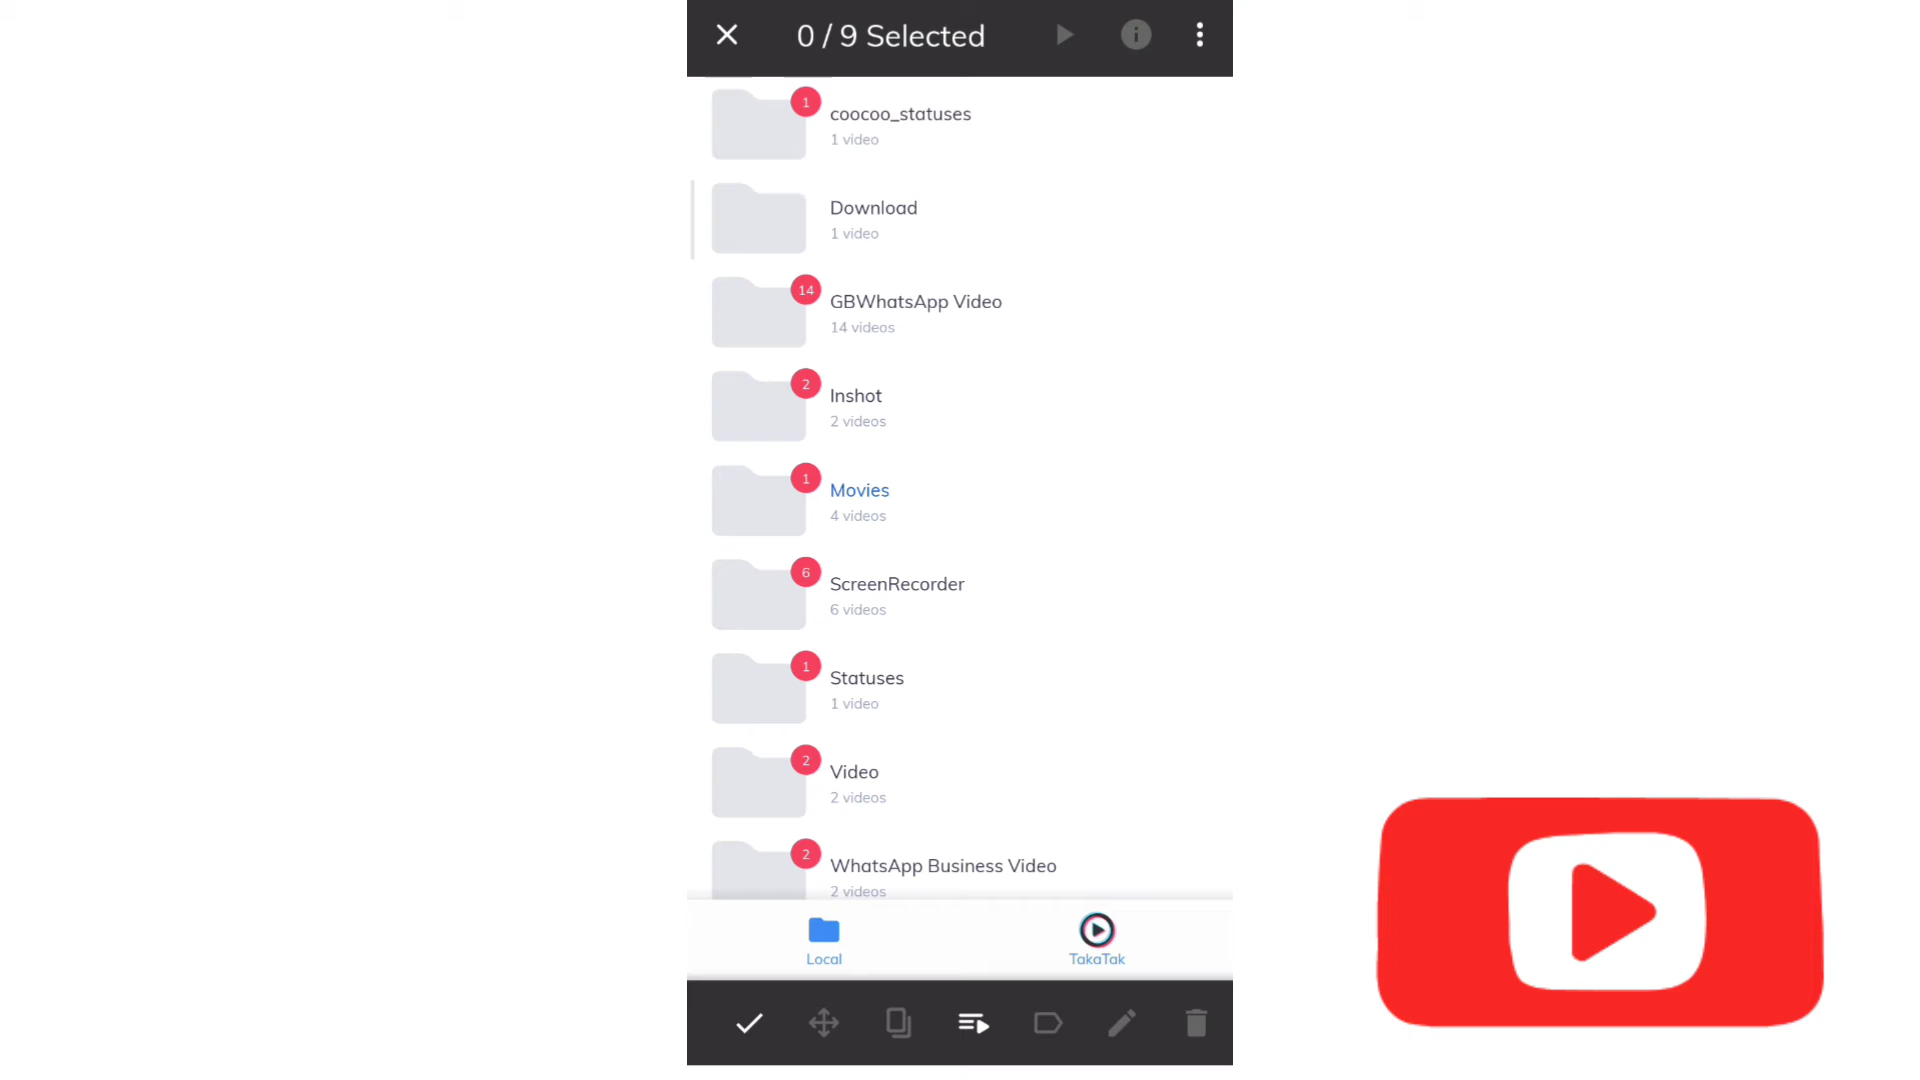 0 / 9 Selected
1
coocoo_statuses
1 video
Download
1 video
14
GBWhatsApp Video
14 videos
2
Inshot
2 videos
1
Movies
4 videos
6
ScreenRecorder
6 videos
1
Statuses
1 video
2
Video
2 videos
2
WhatsApp Business Video
2 videos
Local
TakaTak